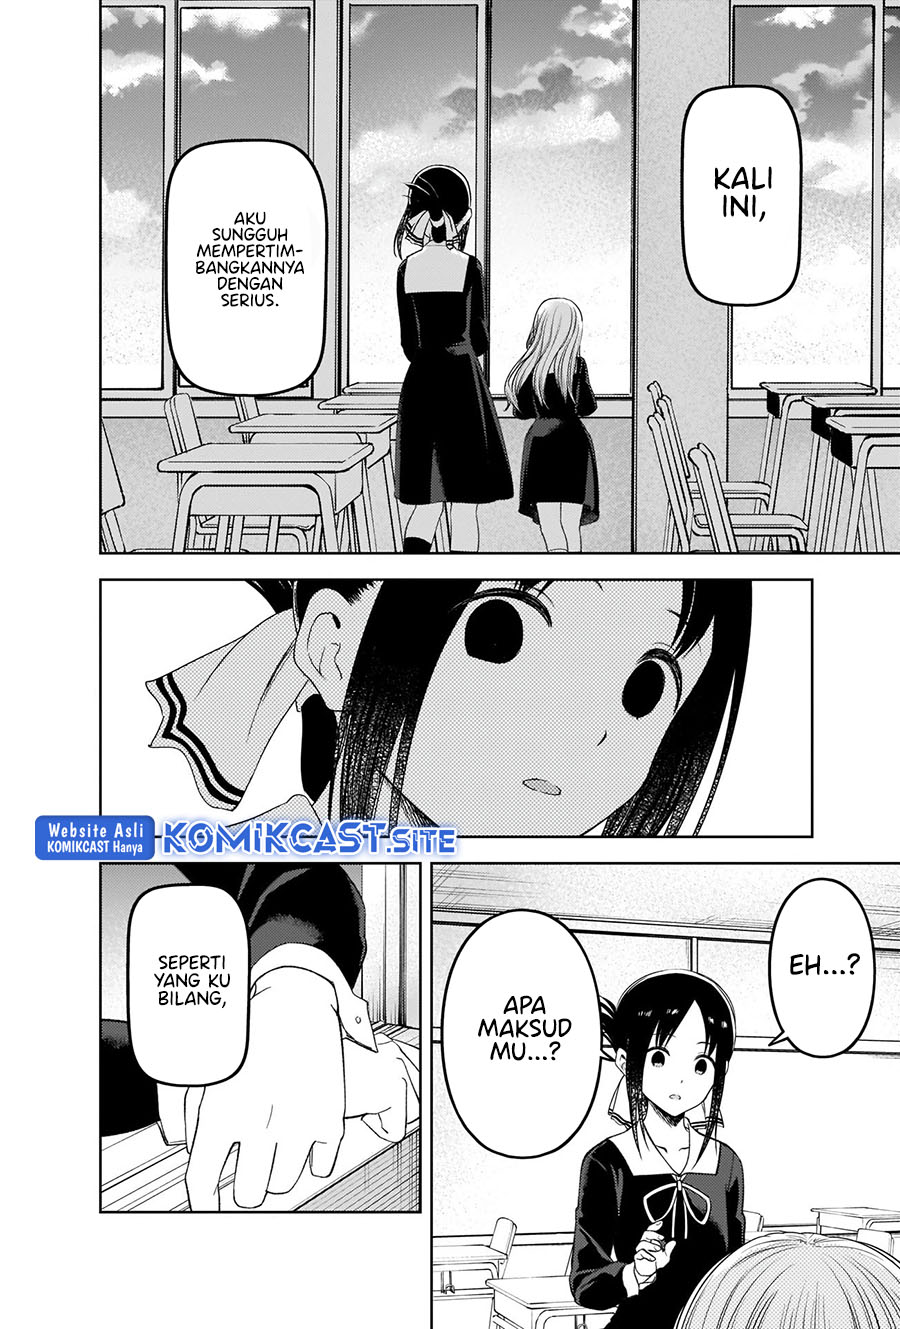 KALI
INI,
AKU
SUNGGUH
MEMPERTIM-
BANGKANNYA
DENGAN
SERIUS.
Website Asli
KOMIKCAST Hanya
KOMIKCAST.SITE
EH...?
APA
MAKSUD
MU...?
SEPERTI
YANG KU
BILANG,